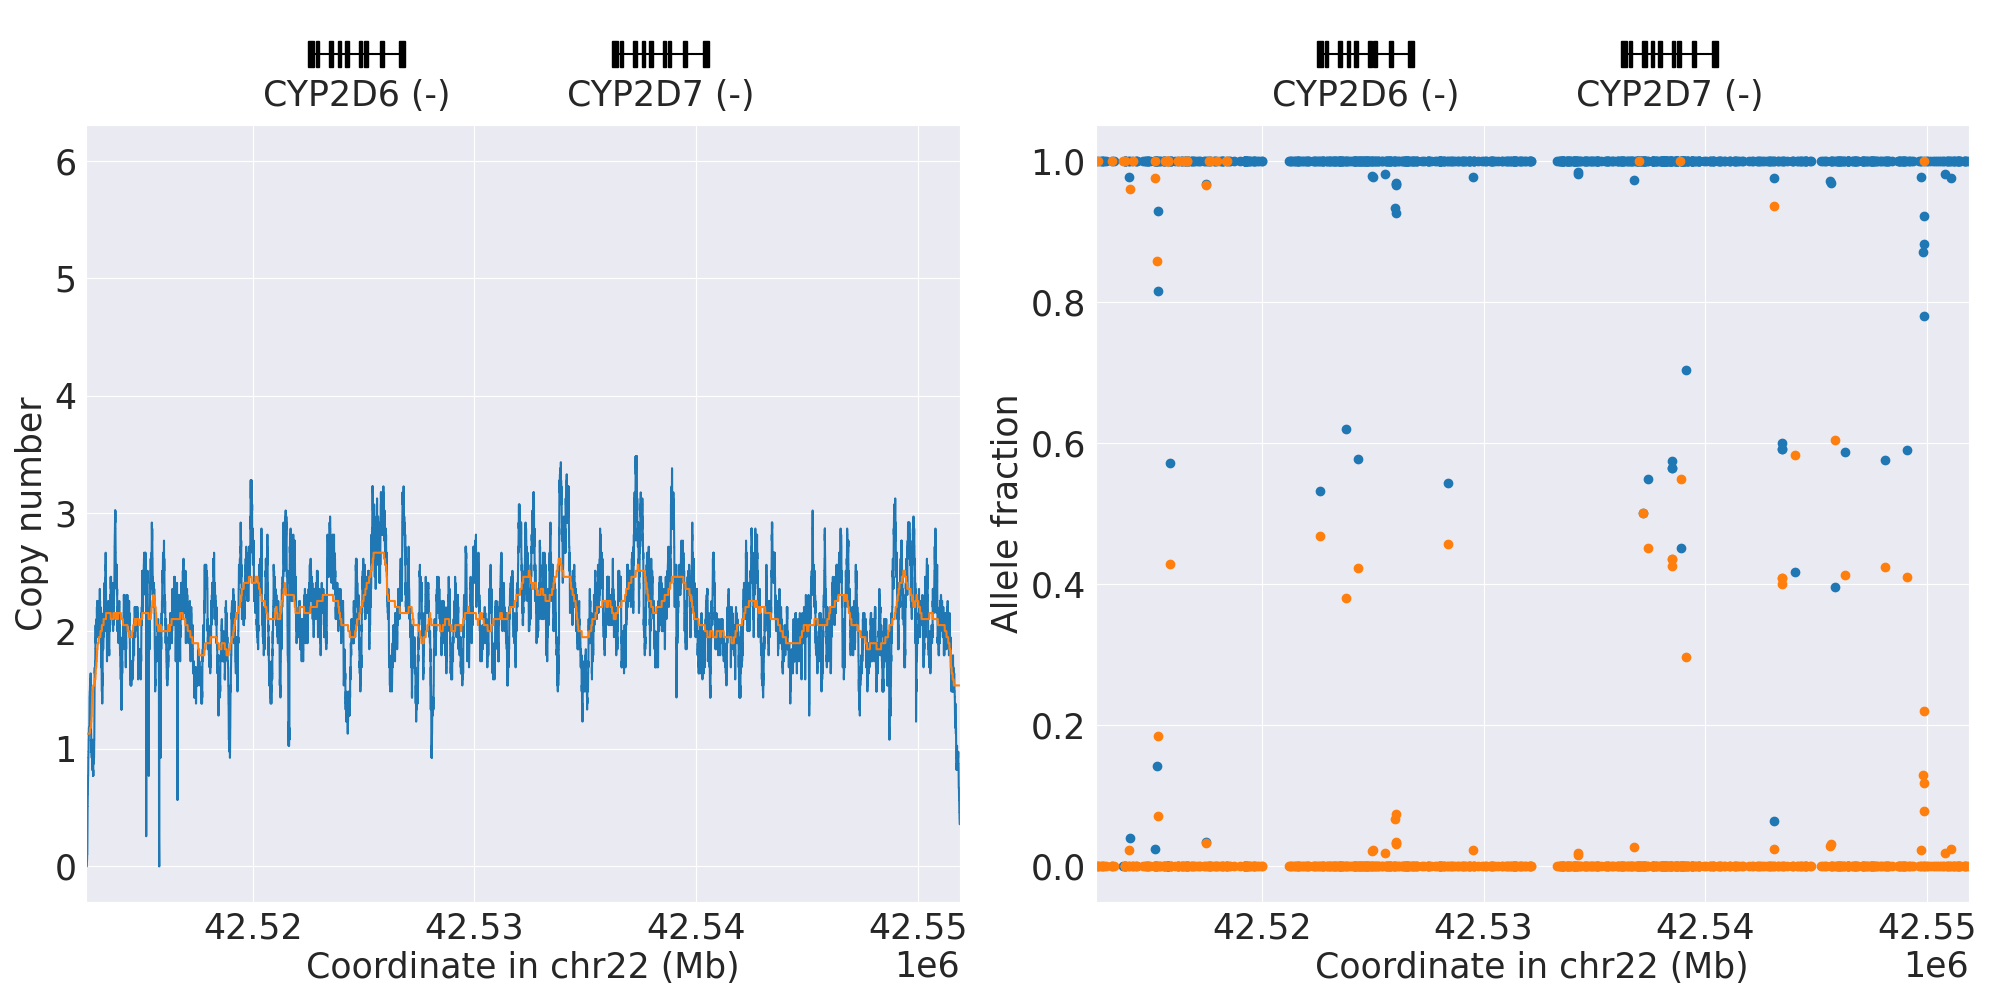 CYP2D6 (-) CYP2D7 (-)
6
5
4
3
2
1
0
Copy number
42.52 42.53 42.54 42.55
Coordinate in chr22 (Mb) 1e6
CYP2D6 (-) CYP2D7 (-)
1.0
0.8
0.6
0.4
0.2
0.0
Allele fraction
42.52 42.53 42.54 42.55
Coordinate in chr22 (Mb) 1e6